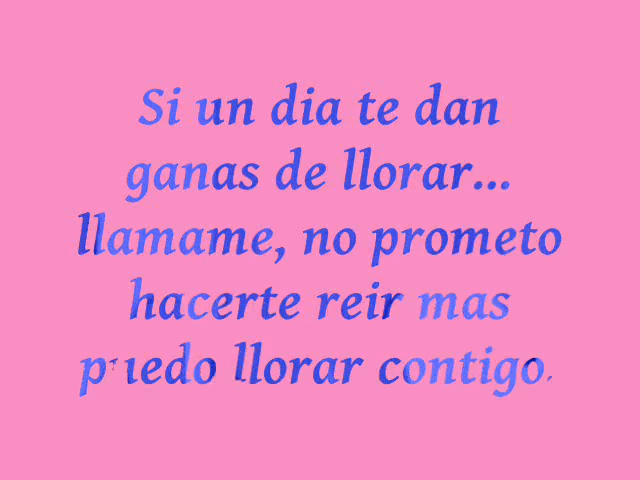 Si un dia te dan
ganas de llorar...
llamame, no prometo
hacerte reir mas
puedo llorar contigo.